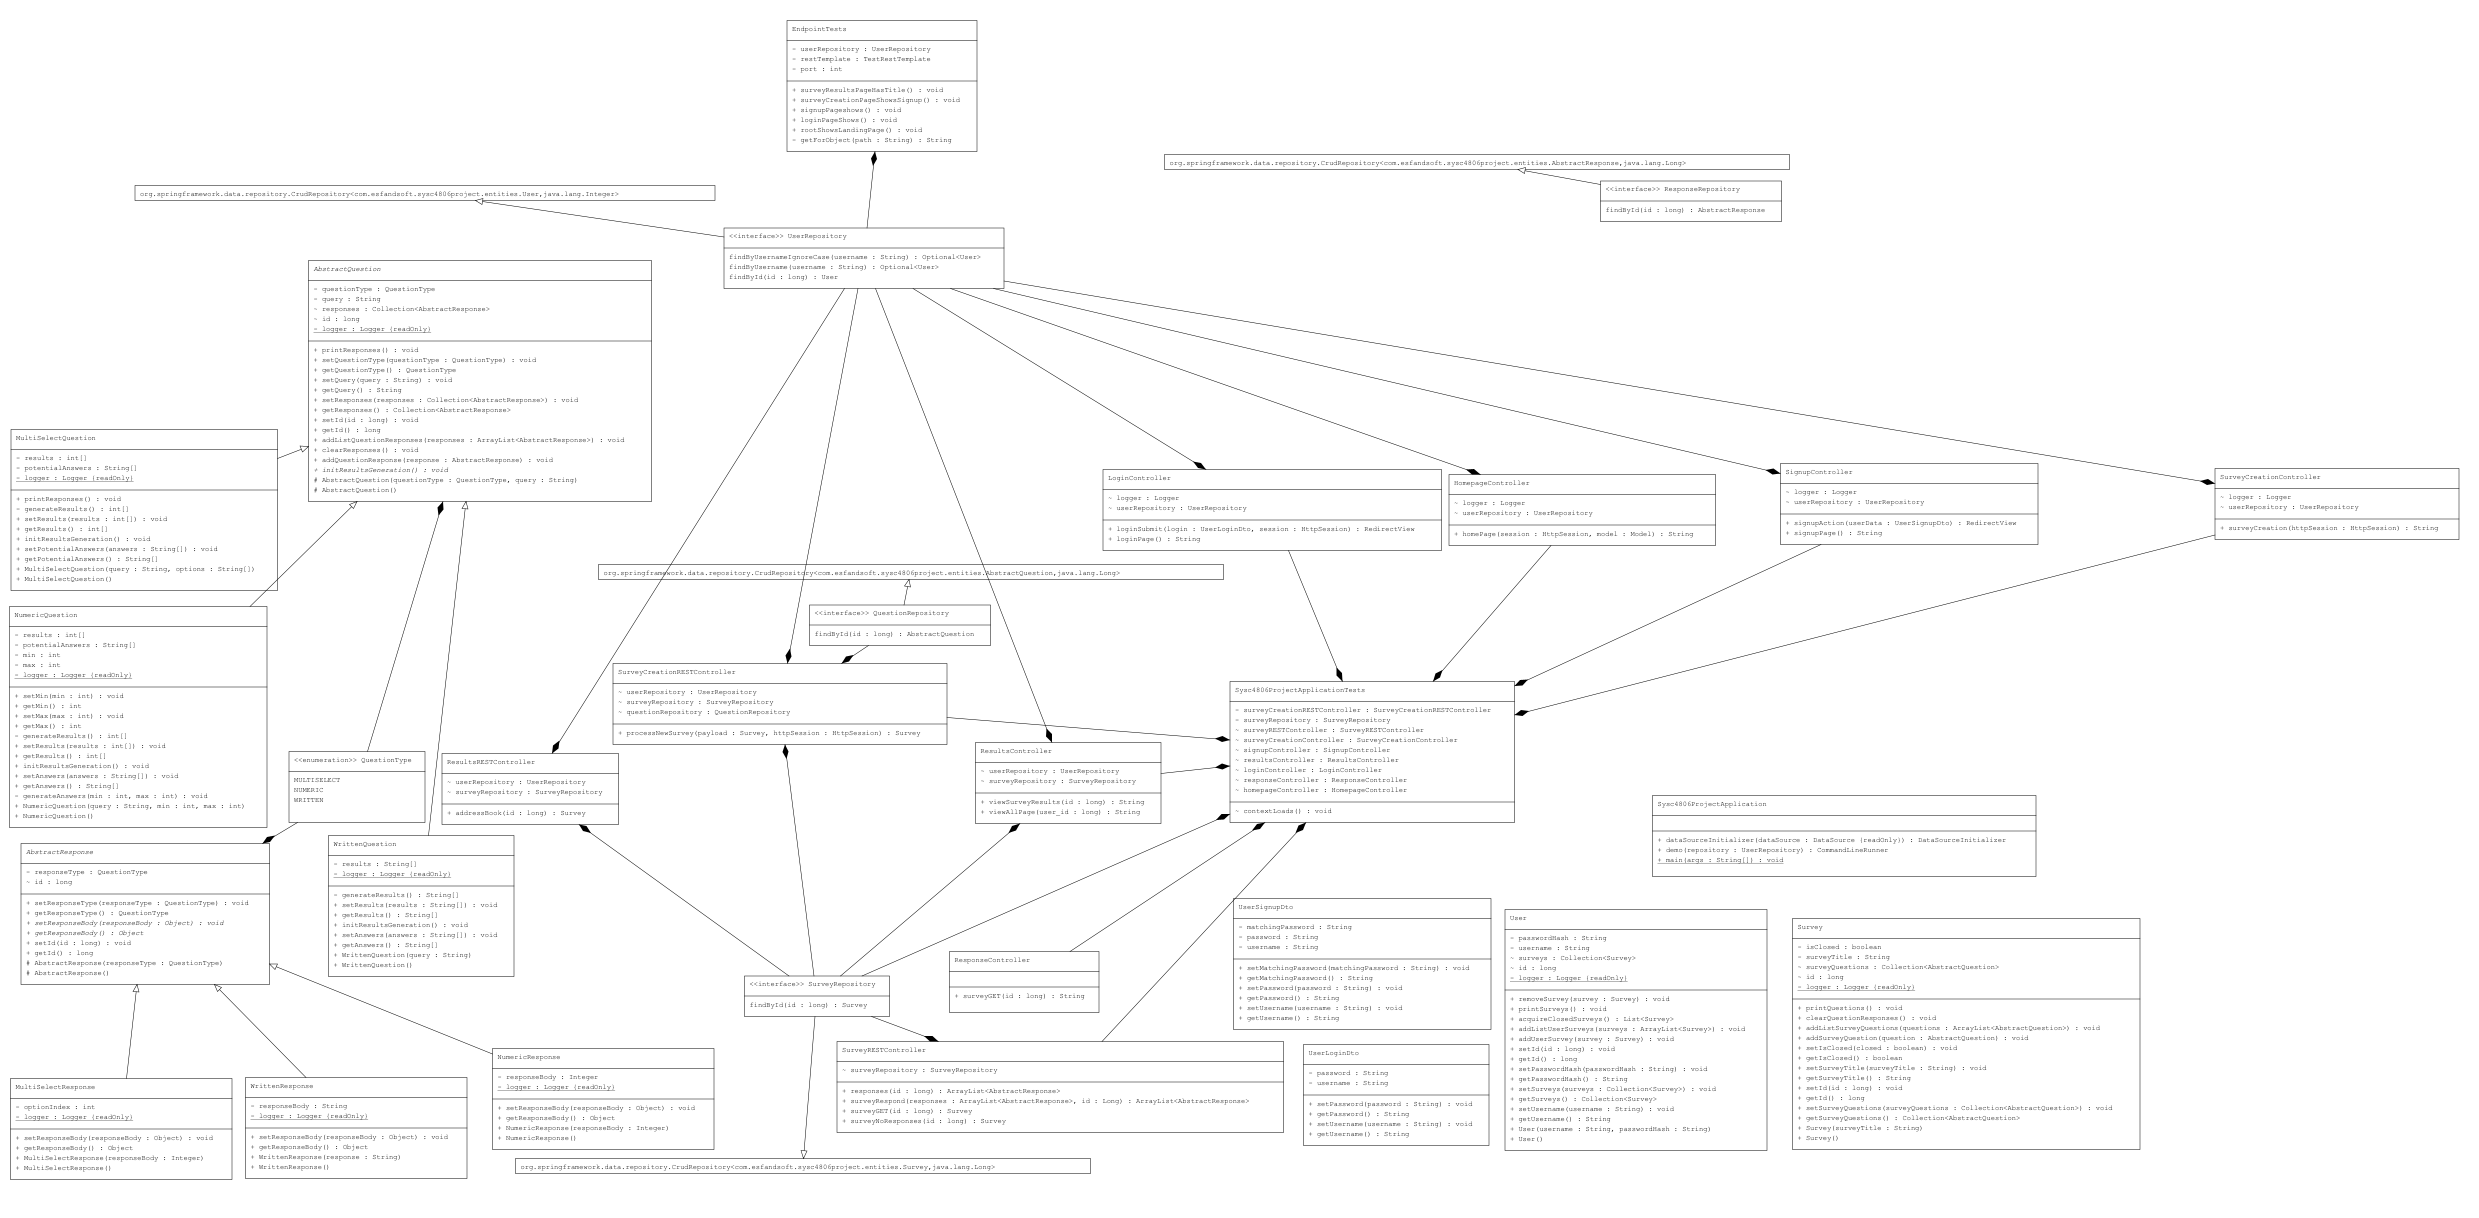 EndpointTests
- userRepository : UserRepository
- restTemplate : TestRestTemplate
- port : int
+ surveyResultsPageHasTitle() : void
+ surveyCreationPageShowsSignup() : void
+ signupPageshows() : void
+ loginPageShows() : void
+ rootShowsLandingPage() : void
- getForObject(path : String) : String
org.springframework.data.repository.CrudRepository<com.esfandsoft.sysc4806project.entities.AbstractResponse,java.lang.Long>
<<interface>> ResponseRepository
findById(id : long) : AbstractResponse
org.springframework.data.repository.CrudRepository<com.esfandsoft.sysc4806project.entities.User,java.lang.Integer>
<<interface>> UserRepository
findByUsernameIgnoreCase(username : String) : Optional<User>
findByUsername(username : String) : Optional<User>
findById(id : long) : User
AbstractQuestion
- questionType : QuestionType
- query : String
~ responses : Collection<AbstractResponse>
~ id : long
- logger : Logger {readOnly}
+ printResponses() : void
+ setQuestionType(questionType : QuestionType) : void
+ getQuestionType() : QuestionType
+ setQuery(query : String) : void
+ getQuery() : String
+ setResponses(responses : Collection<AbstractResponse>) : void
+ getResponses() : Collection<AbstractResponse>
+ setId(id : long) : void
+ getId() : long
+ addListQuestionResponses(responses : ArrayList<AbstractResponse>) : void
+ clearResponses() : void
+ addQuestionResponse(response : AbstractResponse) : void
+ initResultsGeneration() : void
# AbstractQuestion(questionType : QuestionType, query : String)
# AbstractQuestion()
MultiSelectQuestion
- results : int[]
- potentialAnswers : String[]
- logger : Logger {readOnly}
+ printResponses() : void
- generateResults() : int[]
+ setResults(results : int[]) : void
+ getResults() : int[]
+ initResultsGeneration() : void
+ setPotentialAnswers(answers : String[]) : void
+ getPotentialAnswers() : String[]
+ MultiSelectQuestion(query : String, options : String[])
+ MultiSelectQuestion()
LoginController
~ logger : Logger
~ userRepository : UserRepository
+ loginSubmit(login : UserLoginDto, session : HttpSession) : RedirectView
+ loginPage() : String
HomepageController
~ logger : Logger
~ userRepository : UserRepository
+ homePage(session : HttpSession, model : Model) : String
SignupController
~ logger : Logger
~ userRepository : UserRepository
+ signupAction(userData : UserSignupDto) : RedirectView
+ signupPage() : String
SurveyCreationController
~ logger : Logger
~ userRepository : UserRepository
+ surveyCreation(httpSession : HttpSession) : String
org.springframework.data.repository.CrudRepository<com.esfandsoft.sysc4806project.entities.AbstractQuestion,java.lang.Long>
<<interface>> QuestionRepository
findById(id : long) : AbstractQuestion
NumericQuestion
- results : int[]
- potentialAnswers : String[]
- min : int
- max : int
- logger : Logger {readOnly}
+ setMin(min : int) : void
+ getMin() : int
+ setMax(max : int) : void
+ getMax() : int
- generateResults() : int[]
+ setResults(results : int[]) : void
+ getResults() : int[]
+ initResultsGeneration() : void
+ setAnswers(answers : String[]) : void
+ getAnswers() : String[]
- generateAnswers(min : int, max : int) : void
+ NumericQuestion(query : String, min : int, max : int)
+ NumericQuestion()
SurveyCreationRESTController
~ userRepository : UserRepository
~ surveyRepository : SurveyRepository
~ questionRepository : QuestionRepository
+ processNewSurvey(payload : Survey, httpSession : HttpSession) : Survey
Sysc4806ProjectApplicationTests
~ surveyCreationRESTController : SurveyCreationRESTController
~ surveyRepository : SurveyRepository
~ surveyRESTController : SurveyRESTController
~ surveyCreationController : SurveyCreationController
~ signupController : SignupController
~ resultsController : ResultsController
~ loginController : LoginController
~ responseController : ResponseController
~ homepageController : HomepageController
~ contextLoads() : void
<<enumeration>> QuestionType
MULTISELECT
NUMERIC
WRITTEN
ResultsRESTController
~ userRepository : UserRepository
~ surveyRepository : SurveyRepository
+ addressBook(id : long) : Survey
ResultsController
~ userRepository : UserRepository
~ surveyRepository : SurveyRepository
+ viewSurveyResults(id : long) : String
+ viewAllPage(user_id : long) : String
Sysc4806ProjectApplication
+ dataSourceInitializer(dataSource : DataSource {readOnly}) : DataSourceInitializer
+ demo(repository : UserRepository) : CommandLineRunner
+ main(args : String[]) : void
AbstractResponse
- responseType : QuestionType
~ id : long
+ setResponseType(responseType : QuestionType) : void
+ getResponseType() : QuestionType
+ setResponseBody(responseBody : Object) : void
+ getResponseBody() : Object
+ setId(id : long) : void
+ getId() : long
# AbstractResponse(responseType : QuestionType)
# AbstractResponse()
WrittenQuestion
- results : String[]
- logger : Logger {readOnly}
- generateResults() : String[]
+ setResults(results : String[]) : void
+ getResults() : String[]
+ initResultsGeneration() : void
+ setAnswers(answers : String[]) : void
+ getAnswers() : String[]
+ WrittenQuestion(query : String)
+ WrittenQuestion()
<<interface>> SurveyRepository
findById(id : long) : Survey
ResponseController
+ surveyGET(id : long) : String
UserSignupDto
- matchingPassword : String
- password : String
- username : String
+ setMatchingPassword(matchingPassword : String) : void
+ getMatchingPassword() : String
+ setPassword(password : String) : void
+ getPassword() : String
+ setUsername(username : String) : void
+ getUsername() : String
User
- passwordHash : String
- username : String
~ surveys : Collection<Survey>
~ id : long
- logger : Logger {readOnly}
+ removeSurvey(survey : Survey) : void
+ printSurveys() : void
+ acquireClosedSurveys() : List<Survey>
+ addListUserSurveys(surveys : ArrayList<Survey>) : void
+ addUserSurvey(survey : Survey) : void
+ setId(id : long) : void
+ getId() : long
+ setPasswordHash(passwordHash : String) : void
+ getPasswordHash() : String
+ setSurveys(surveys : Collection<Survey>) : void
+ getSurveys() : Collection<Survey>
+ setUsername(username : String) : void
+ getUsername() : String
+ User(username : String, passwordHash : String)
+ User()
Survey
- isClosed : boolean
- surveyTitle : String
~ surveyQuestions : Collection<AbstractQuestion>
~ id : long
- logger : Logger {readOnly}
+ printQuestions() : void
+ clearQuestionResponses() : void
+ addListSurveyQuestions(questions : ArrayList<AbstractQuestion>) : void
+ addSurveyQuestion(question : AbstractQuestion) : void
+ setIsClosed(closed : boolean) : void
+ getIsClosed() : boolean
+ setSurveyTitle(surveyTitle : String) : void
+ getSurveyTitle() : String
+ setId(id : long) : void
+ getId() : long
+ setSurveyQuestions(surveyQuestions : Collection<AbstractQuestion>) : void
+ getSurveyQuestions() : Collection<AbstractQuestion>
+ Survey(surveyTitle : String)
+ Survey()
MultiSelectResponse
- optionIndex : int
- logger : Logger {readOnly}
+ setResponseBody(responseBody : Object) : void
+ getResponseBody() : Object
+ MultiSelectResponse(responseBody : Integer)
+ MultiSelectResponse()
WrittenResponse
- responseBody : String
- logger : Logger {readOnly}
+ setResponseBody(responseBody : Object) : void
+ getResponseBody() : Object
+ WrittenResponse(response : String)
+ WrittenResponse()
NumericResponse
- responseBody : Integer
- logger : Logger {readOnly}
+ setResponseBody(responseBody : Object) : void
+ getResponseBody() : Object
+ NumericResponse(responseBody : Integer)
+ NumericResponse()
SurveyRESTController
~ surveyRepository : SurveyRepository
+ responses(id : long) : ArrayList<AbstractResponse>
+ surveyRespond(responses : ArrayList<AbstractResponse>, id : Long) : ArrayList<AbstractResponse>
+ surveyGET(id : long) : Survey
+ surveyNoResponses(id : long) : Survey
UserLoginDto
- password : String
- username : String
+ setPassword(password : String) : void
+ getPassword() : String
+ setUsername(username : String) : void
+ getUsername() : String
org.springframework.data.repository.CrudRepository<com.esfandsoft.sysc4806project.entities.Survey,java.lang.Long>